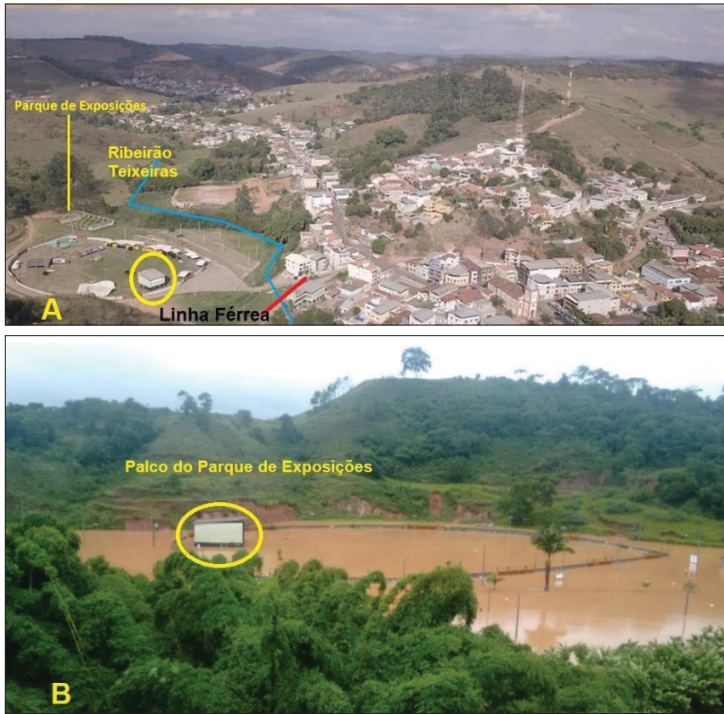 Parque de Exposições
Ribeirão
Teixeiras
Linha Férrea
A
Palco do Parque de Exposições
B